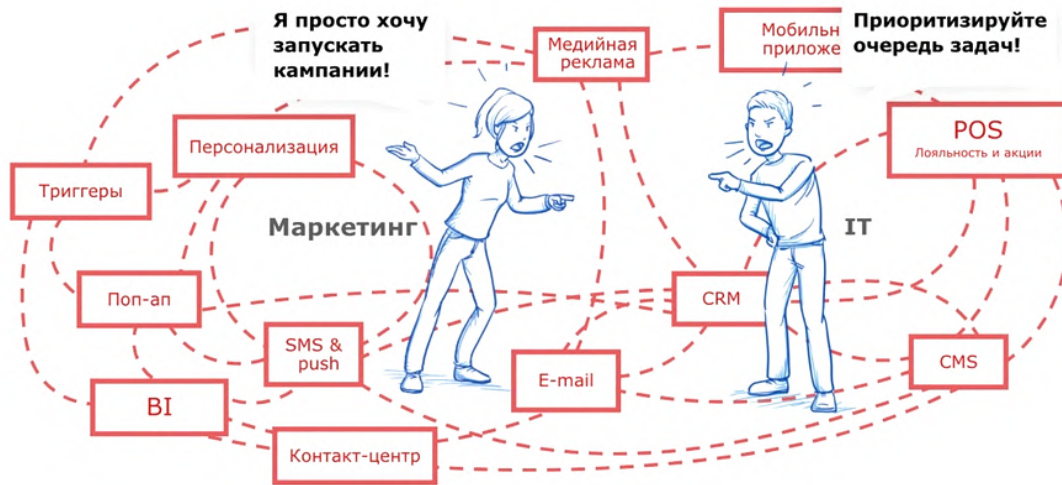 Я просто хочу
запускать
кампании!
Медийная
реклама
Приоритизируйте
очередь задач!
Персонализация
POS
Лояльность и акции
Триггеры
Маркетинг
IT
Поп-ап
CRM
SMS &
push
E-mail
CMS
BI
Контакт-центр